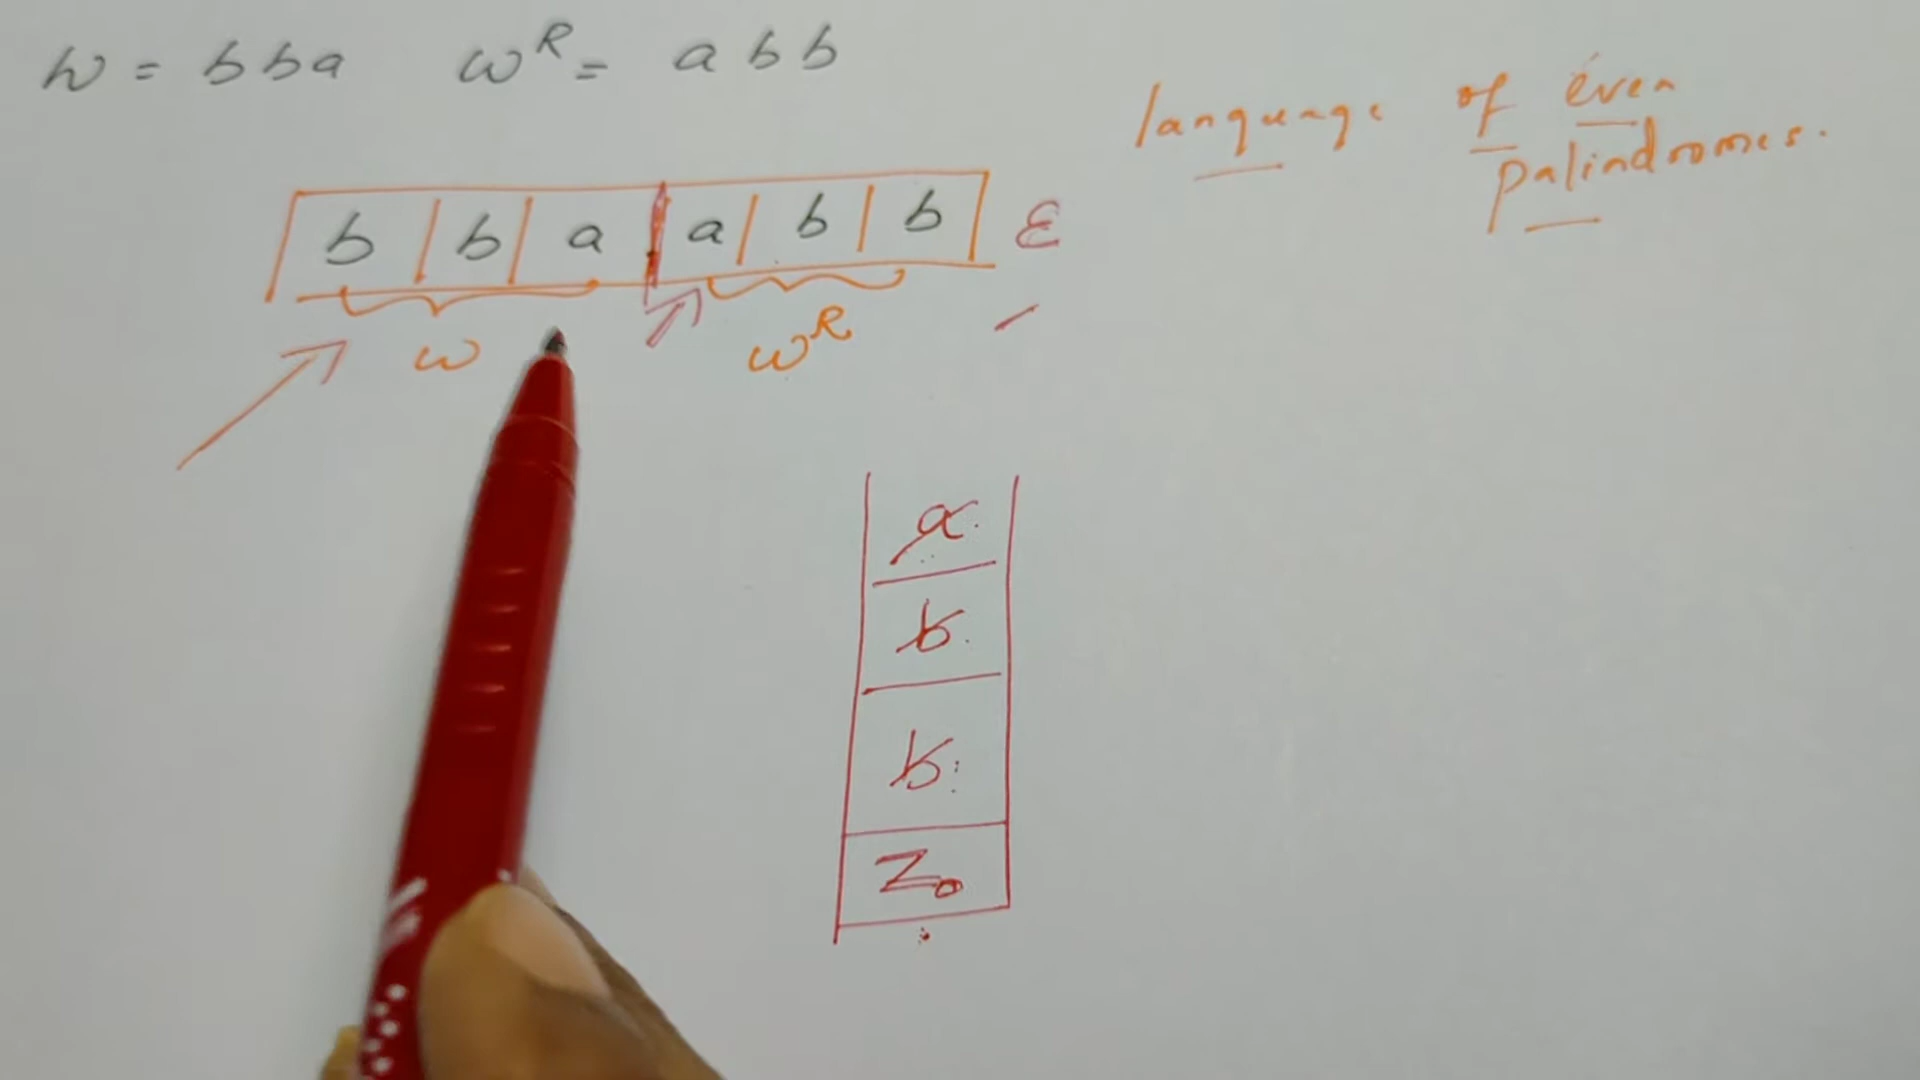 w = bba w^R = abb
language of even
palindromes.
b b a a b b ε
w w^R
a
b
b
Z₀